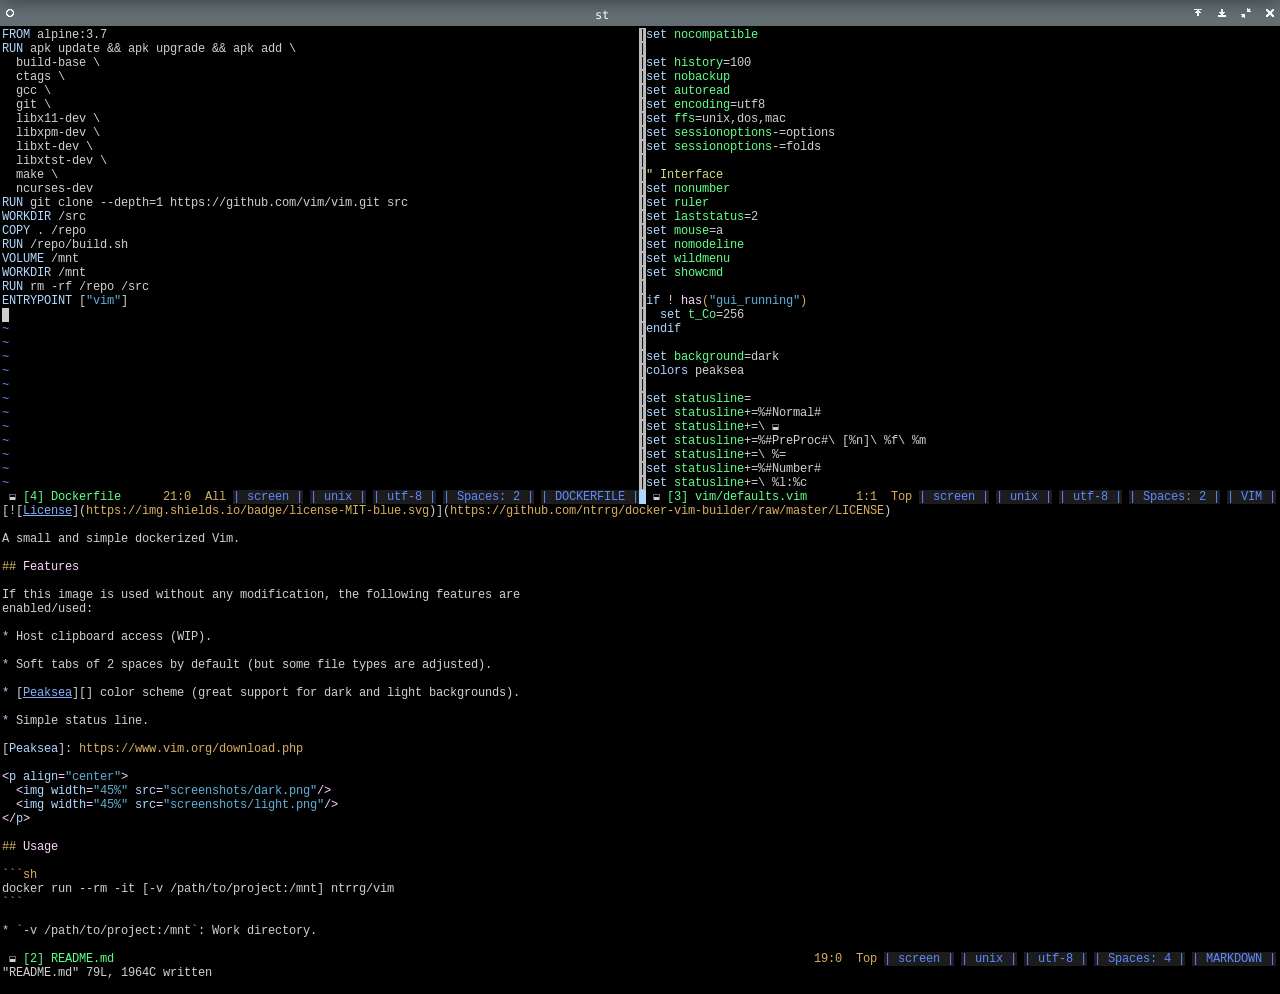 st
FROM alpine:3.7
RUN apk update && apk upgrade && apk add \
  build-base \
  ctags \
  gcc \
  git \
  libx11-dev \
  libxpm-dev \
  libxt-dev \
  libxtst-dev \
  make \
  ncurses-dev
RUN git clone --depth=1 https://github.com/vim/vim.git src
WORKDIR /src
COPY . /repo
RUN /repo/build.sh
VOLUME /mnt
WORKDIR /mnt
RUN rm -rf /repo /src
ENTRYPOINT ["vim"]
~
~
~
~
~
~
~
~
~
~
~
~
⬓ [4] Dockerfile      21:0  All | screen | | unix | | utf-8 | | Spaces: 2 | | DOCKERFILE |
set nocompatible

set history=100
set nobackup
set autoread
set encoding=utf8
set ffs=unix,dos,mac
set sessionoptions-=options
set sessionoptions-=folds

" Interface
set nonumber
set ruler
set laststatus=2
set mouse=a
set nomodeline
set wildmenu
set showcmd

if ! has("gui_running")
  set t_Co=256
endif

set background=dark
colors peaksea

set statusline=
set statusline+=%#Normal#
set statusline+=\ ⬓
set statusline+=%#PreProc#\ [%n]\ %f\ %m
set statusline+=\ %=
set statusline+=%#Number#
set statusline+=\ %l:%c
⬓ [3] vim/defaults.vim       1:1  Top | screen | | unix | | utf-8 | | Spaces: 2 | | VIM |
[![License](https://img.shields.io/badge/license-MIT-blue.svg)](https://github.com/ntrrg/docker-vim-builder/raw/master/LICENSE)

A small and simple dockerized Vim.

## Features

If this image is used without any modification, the following features are
enabled/used:

* Host clipboard access (WIP).

* Soft tabs of 2 spaces by default (but some file types are adjusted).

* [Peaksea][] color scheme (great support for dark and light backgrounds).

* Simple status line.

[Peaksea]: https://www.vim.org/download.php

<p align="center">
  <img width="45%" src="screenshots/dark.png"/>
  <img width="45%" src="screenshots/light.png"/>
</p>

## Usage

```sh
docker run --rm -it [-v /path/to/project:/mnt] ntrrg/vim
```

* `-v /path/to/project:/mnt`: Work directory.

⬓ [2] README.md      19:0  Top | screen | | unix | | utf-8 | | Spaces: 4 | | MARKDOWN |
"README.md" 79L, 1964C written